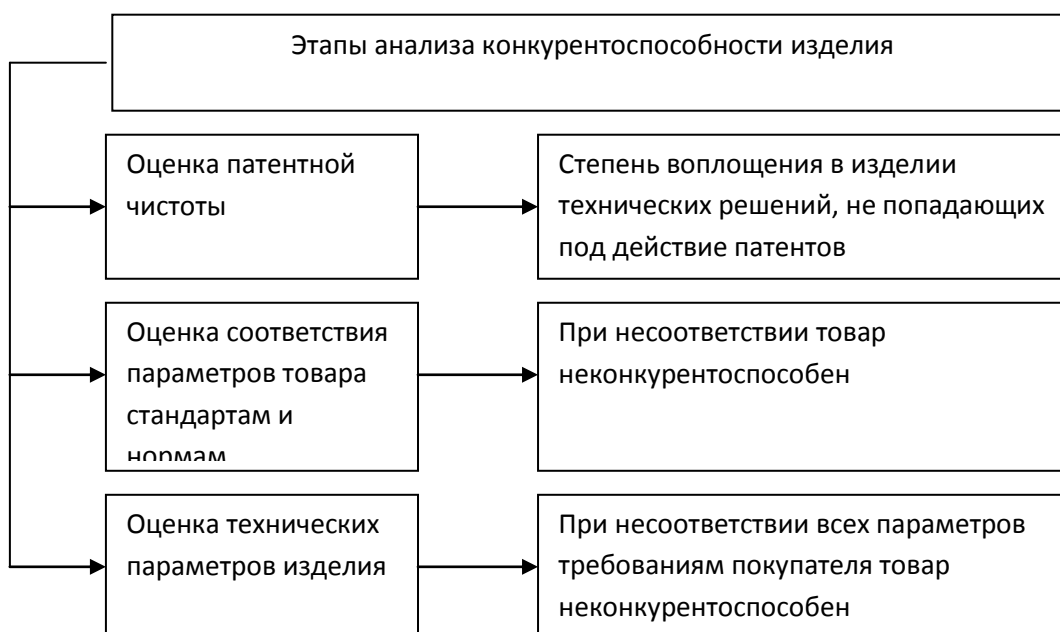 Этапы анализа конкурентоспособности изделия
Оценка патентной
чистоты
Степень воплощения в изделии
технических решений, не попадающих
под действие патентов
Оценка соответствия
параметров товара
стандартам и
нормам
При несоответствии товар
неконкурентоспособен
Оценка технических
параметров изделия
При несоответствии всех параметров
требованиям покупателя товар
неконкурентоспособен